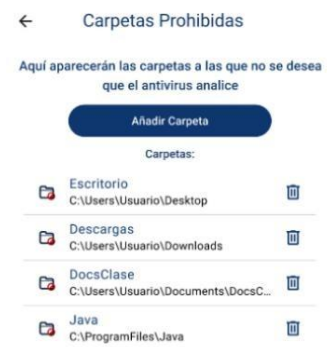 Carpetas Prohibidas
Aquí aparecerán las carpetas a las que no se desea
que el antivirus analice
Añadir Carpeta
Carpetas:
Escritorio
C:\Users\Usuario\Desktop
Descargas
C:\Users\Usuario\Downloads
DocsClase
C:\Users\Usuario\Documents\DocsC...
Java
C:\ProgramFiles\Java